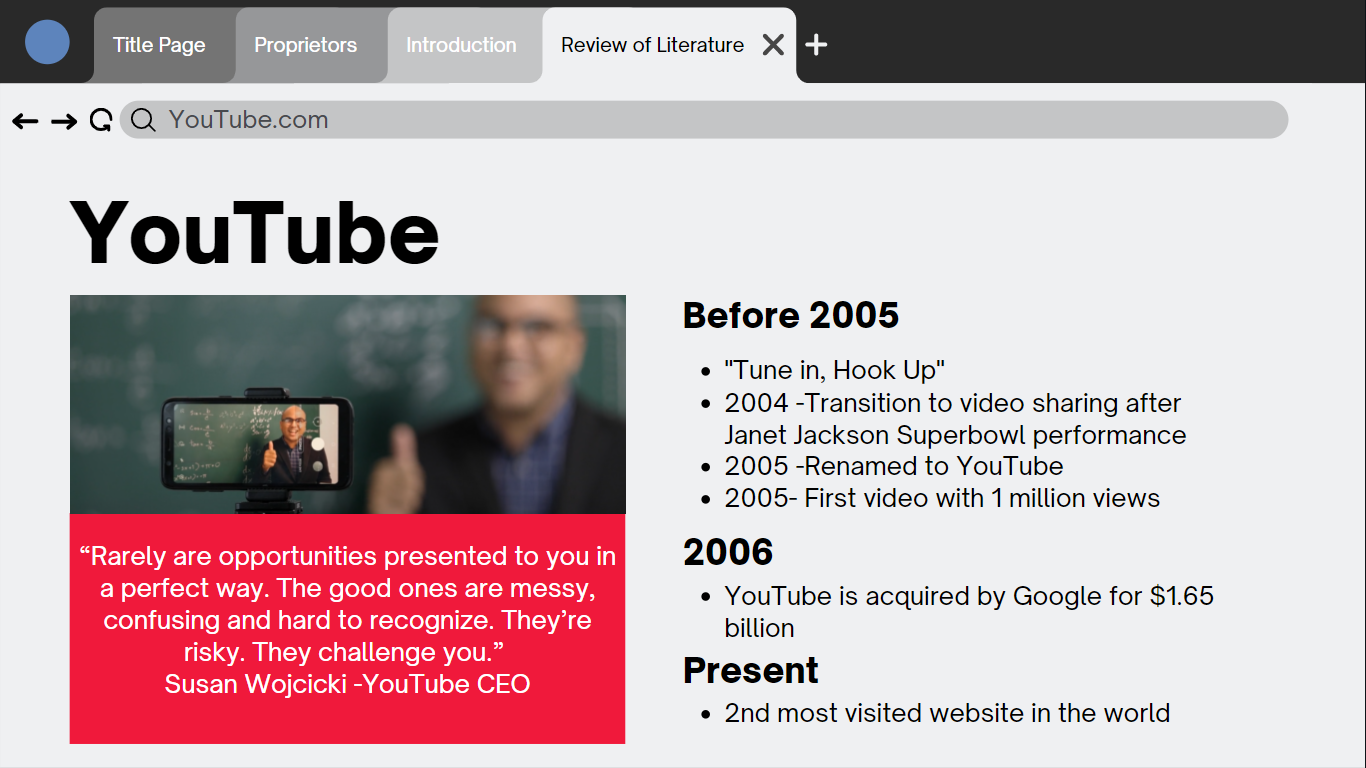 Title Page
Proprietors
Introduction
Review of Literature
YouTube.com
YouTube
“Rarely are opportunities presented to you in
a perfect way. The good ones are messy,
confusing and hard to recognize. They’re
risky. They challenge you.”
Susan Wojcicki -YouTube CEO
Before 2005
• "Tune in, Hook Up"
• 2004 -Transition to video sharing after
Janet Jackson Superbowl performance
• 2005 -Renamed to YouTube
• 2005- First video with 1 million views
2006
• YouTube is acquired by Google for $1.65
billion
Present
• 2nd most visited website in the world